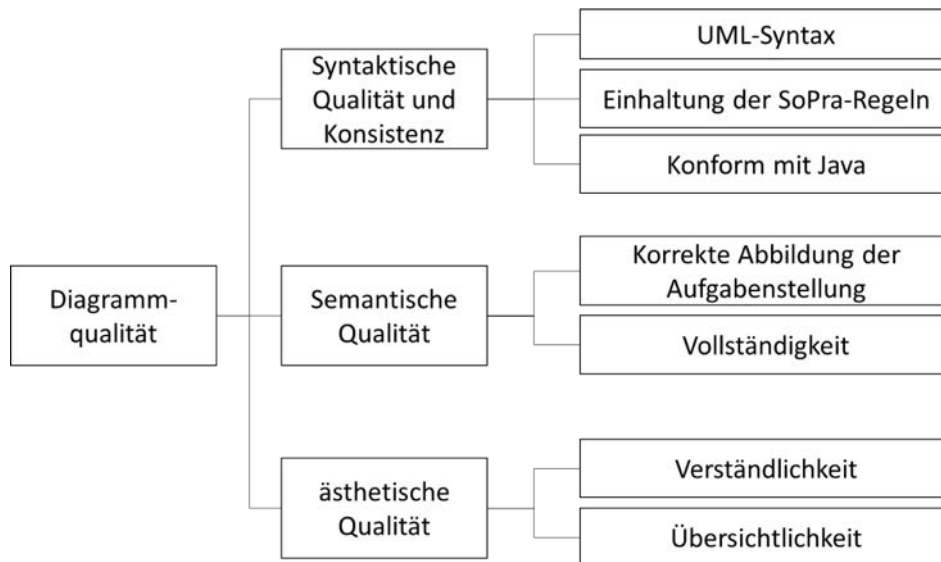 Diagramm-
qualität
Syntaktische
Qualität und
Konsistenz
UML-Syntax
Einhaltung der SoPra-Regeln
Konform mit Java
Semantische
Qualität
Korrekte Abbildung der
Aufgabenstellung
Vollständigkeit
ästhetische
Qualität
Verständlichkeit
Übersichtlichkeit